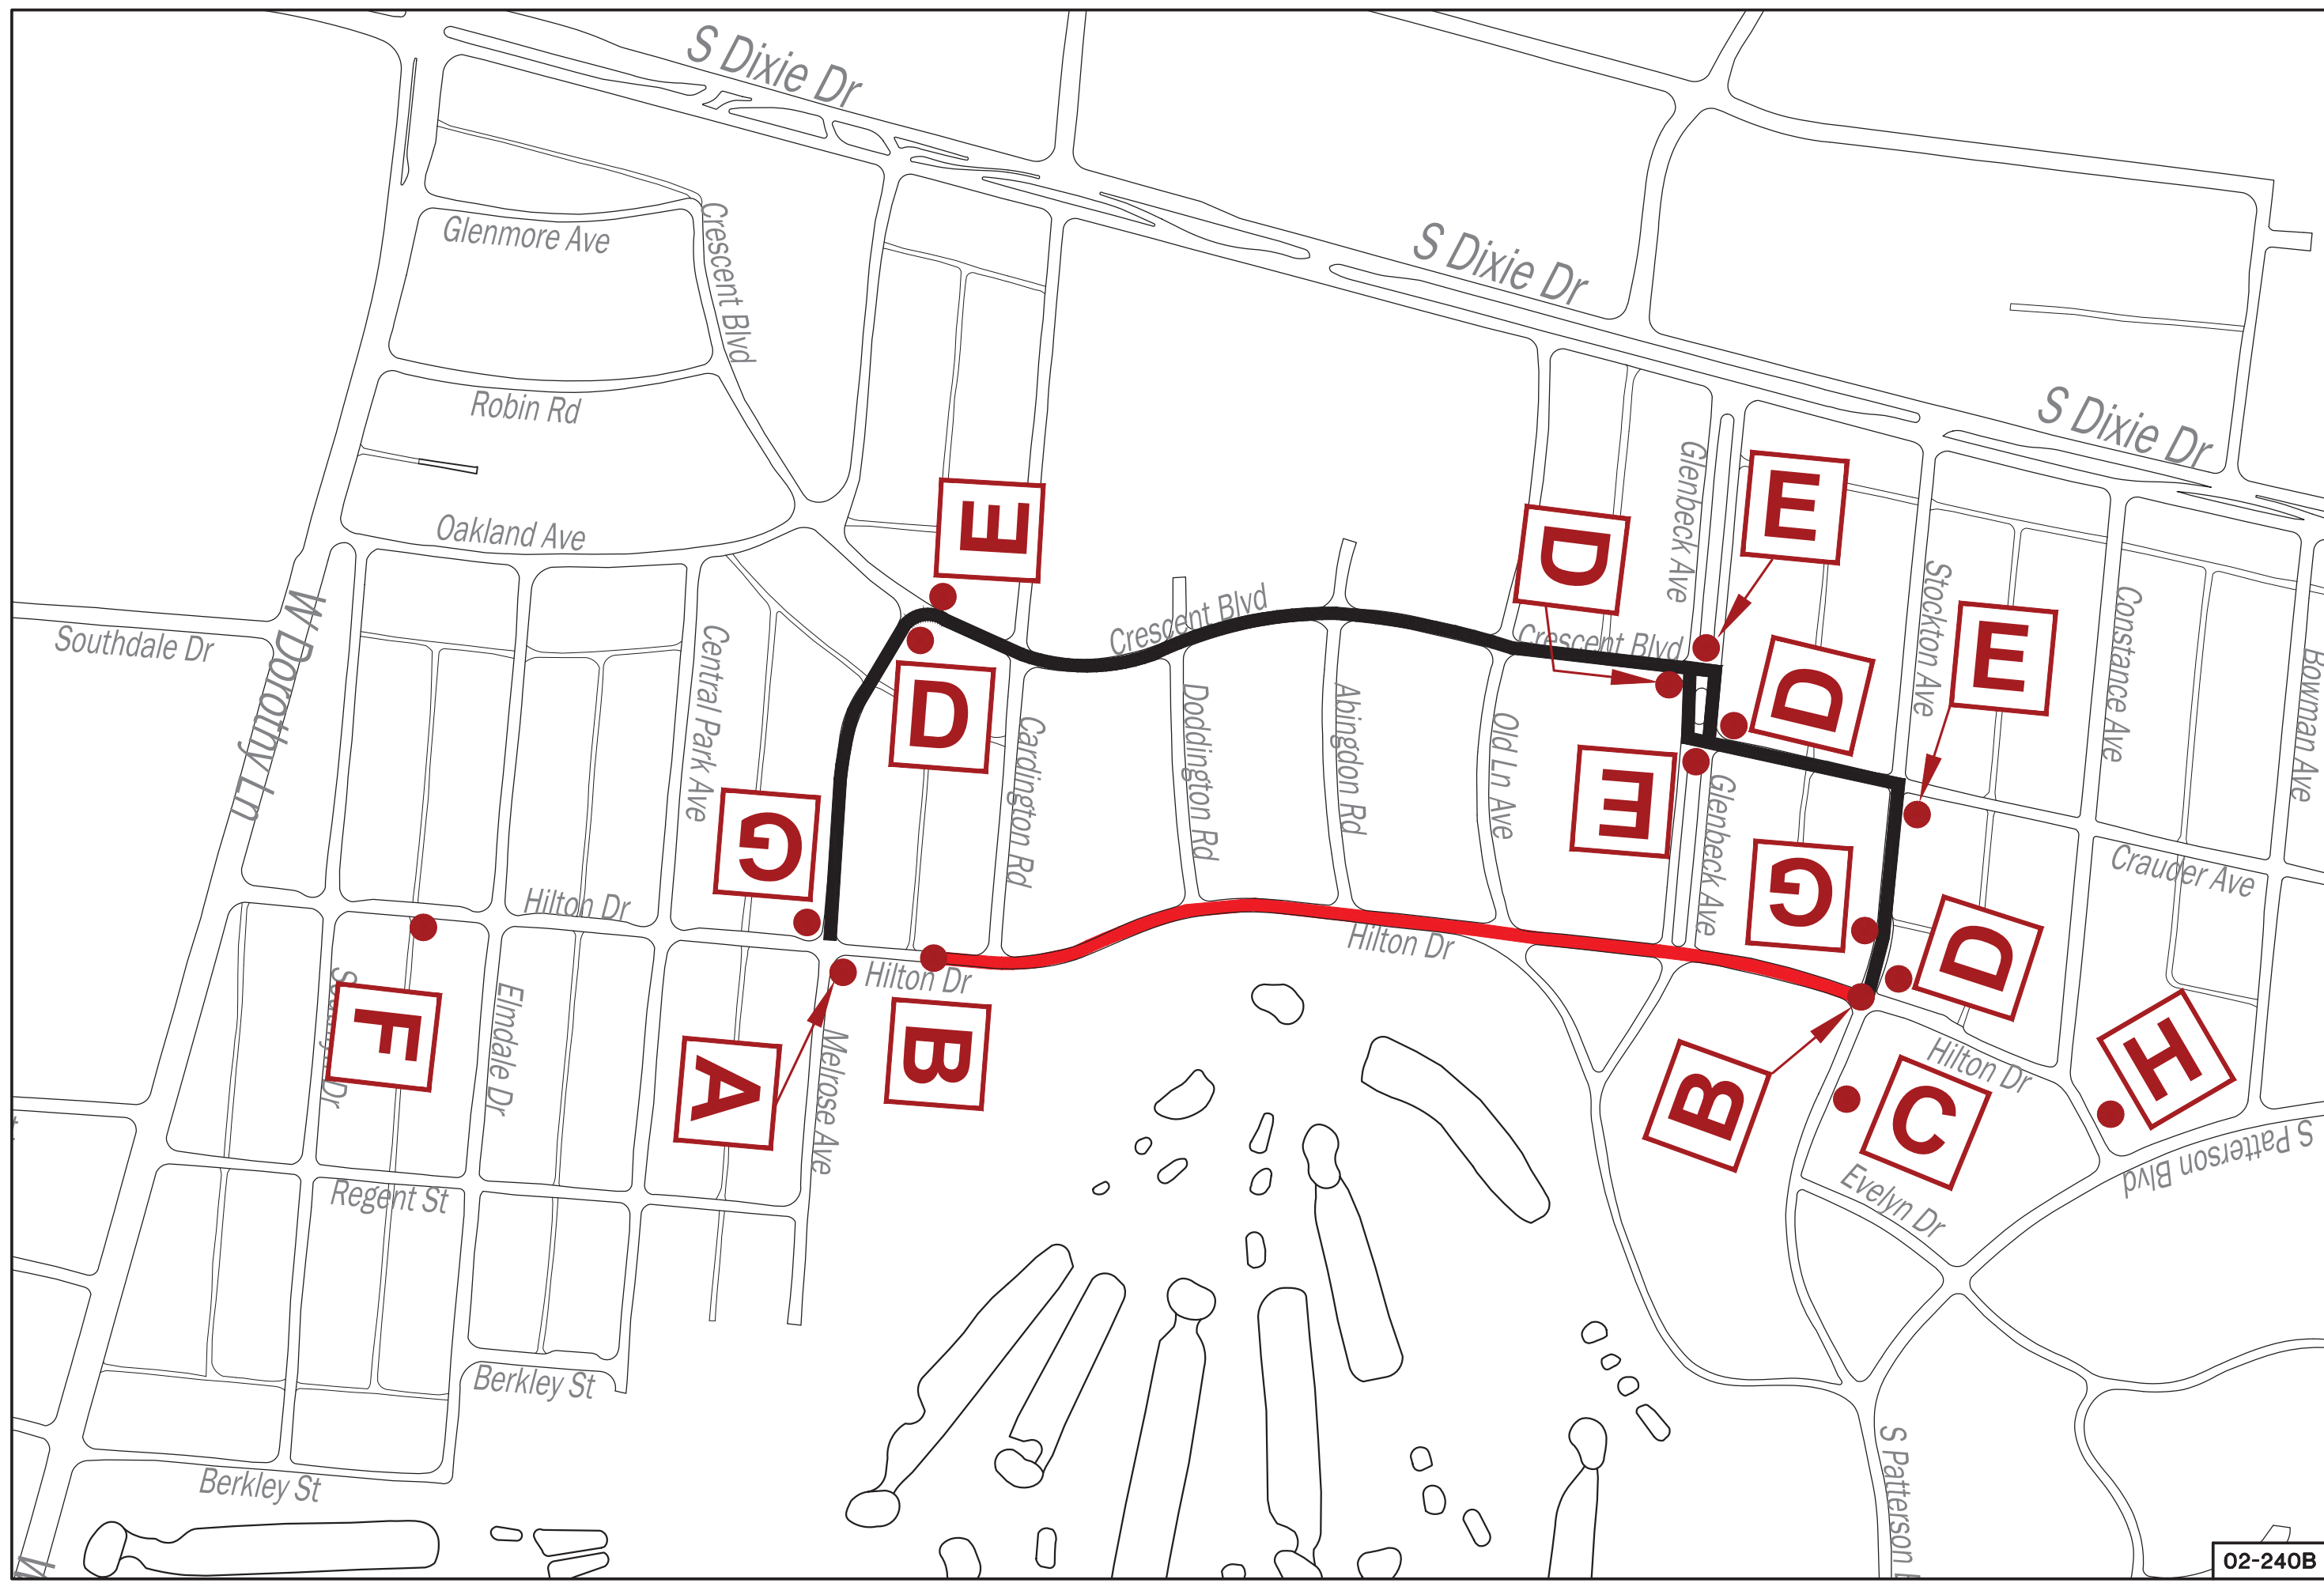 S Dixie Dr
Glenmore Ave
Crescent Blvd
S Dixie Dr
Robin Rd
S Dixie Dr
Oakland Ave
E
D
Glenbeck Ave
E
Southdale Dr
W Dorothy Ln
Central Park Ave
Crescent Blvd
Crescent Blvd
Stockton Ave
E
Constance Ave
Bowman Ave
D
D
Cardington Rd
Doddington Rd
Abingdon Rd
Old Ln Ave
E
Glenbeck Ave
G
G
Crauder Ave
Hilton Dr
Hilton Dr
Hilton Dr
D
F
Elmdale Dr
A
Melrose Ave
B
B
C
Hilton Dr
H
S Patterson Blvd
Evelyn Dr
Regent St
Berkley St
Berkley St
S Patterson
W
02-240B